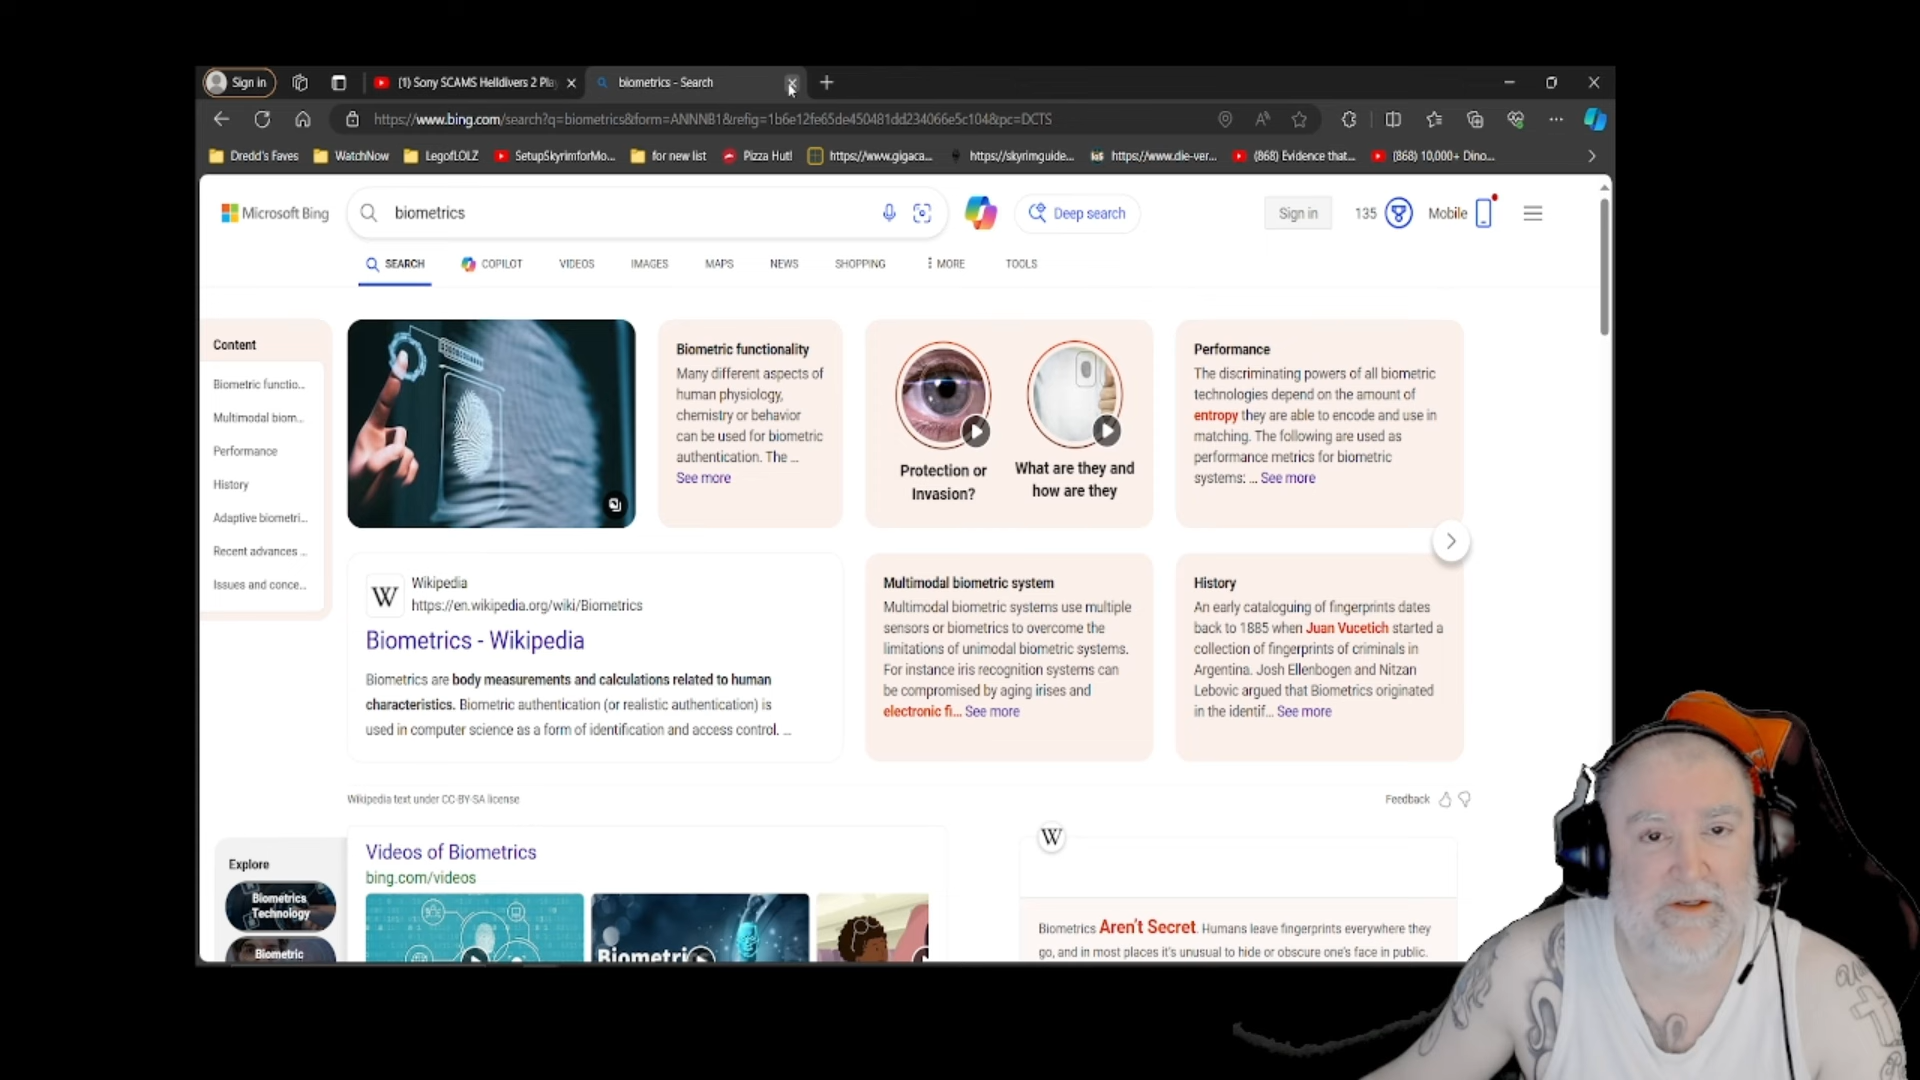 Sign in
(1) Sony SCAMS Helldivers 2 Pla
biometrics - Search
https://www.bing.com/search?q=biometrics&form=ANNNB1&refig=1b6e12fe65de450481dd234066e5c104&pc=DCTS
Dredd's Faves
WatchNow
LegofLOLZ
SetupSkyrimforMo...
for new list
Pizza Hut!
https://www.gigaca...
https://skyrimguide...
https://www.die-ver...
(868) Evidence that...
(868) 10,000+ Dino...
Microsoft Bing
biometrics
Deep search
Sign in
135
Mobile
SEARCH
COPILOT
VIDEOS
IMAGES
MAPS
NEWS
SHOPPING
MORE
TOOLS
Content
Biometric functio...
Multimodal biom...
Performance
History
Adaptive biometri...
Recent advances ...
Issues and conce...
Biometric functionality
Many different aspects of
human physiology,
chemistry or behavior
can be used for biometric
authentication. The ...
See more
Protection or
Invasion?
What are they and
how are they
Performance
The discriminating powers of all biometric
technologies depend on the amount of
entropy they are able to encode and use in
matching. The following are used as
performance metrics for biometric
systems: ... See more
W
Wikipedia
https://en.wikipedia.org/wiki/Biometrics
Biometrics - Wikipedia
Biometrics are body measurements and calculations related to human
characteristics. Biometric authentication (or realistic authentication) is
used in computer science as a form of identification and access control. ...
Multimodal biometric system
Multimodal biometric systems use multiple
sensors or biometrics to overcome the
limitations of unimodal biometric systems.
For instance iris recognition systems can
be compromised by aging irises and
electronic fi... See more
History
An early cataloguing of fingerprints dates
back to 1885 when Juan Vucetich started a
collection of fingerprints of criminals in
Argentina. Josh Ellenbogen and Nitzan
Lebovic argued that Biometrics originated
in the identif... See more
Wikipedia text under CC-BY-SA license
Feedback
Explore
Biometrics
Technology
Biometric
Videos of Biometrics
bing.com/videos
Biometri
W
Biometrics Aren't Secret. Humans leave fingerprints everywhere they
go, and in most places it's unusual to hide or obscure one's face in public.